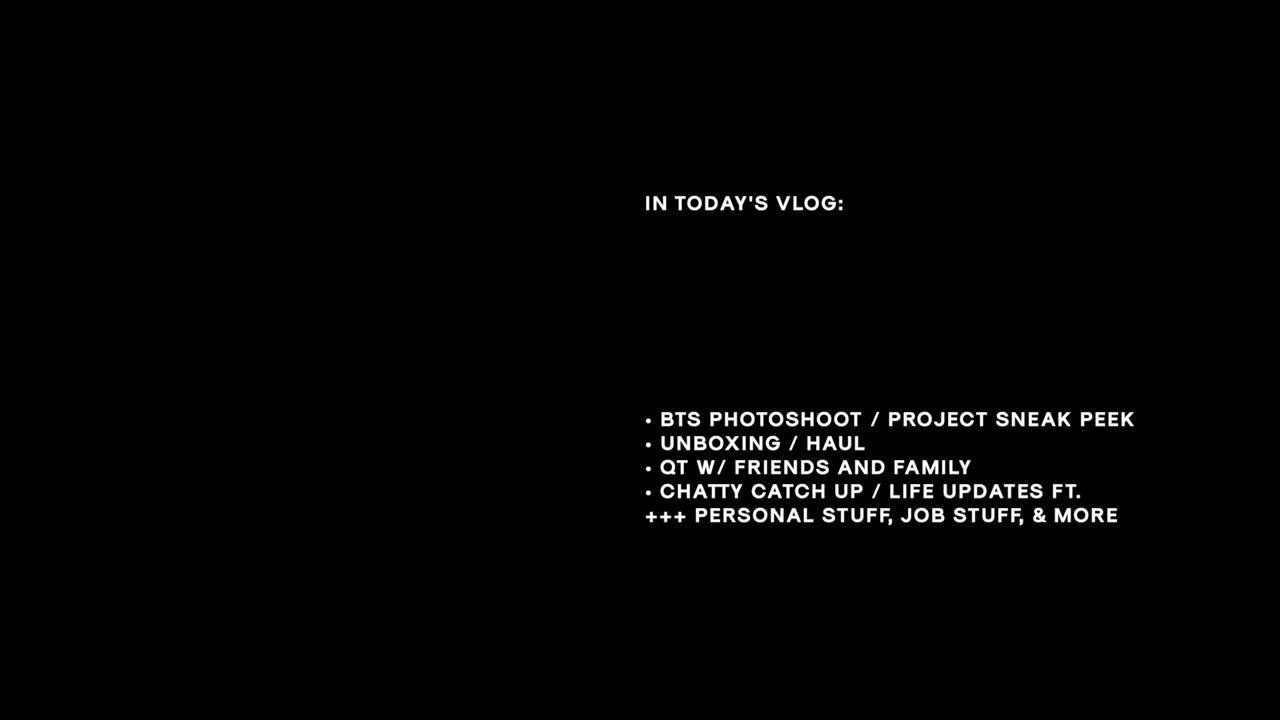 IN TODAY'S VLOG:
• BTS PHOTOSHOOT / PROJECT SNEAK PEEK
• UNBOXING / HAUL
• QT W/ FRIENDS AND FAMILY
• CHATTY CATCH UP / LIFE UPDATES FT.
+++ PERSONAL STUFF, JOB STUFF, & MORE